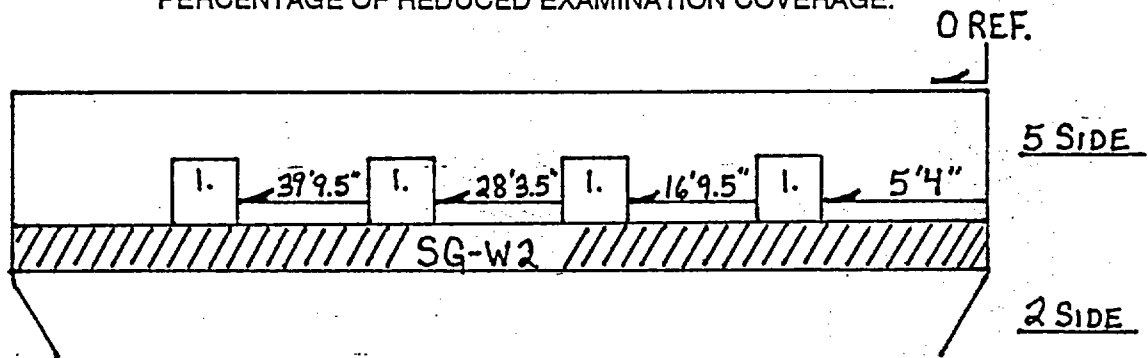 PERCENTAGE OF REDUCED EXAMINATION COVERAGE.
O REF.
5 SIDE
1. 39'9.5" 1. 28'3.5" 1. 16'9.5" 1. 5'4"
SG-W2
2 SIDE